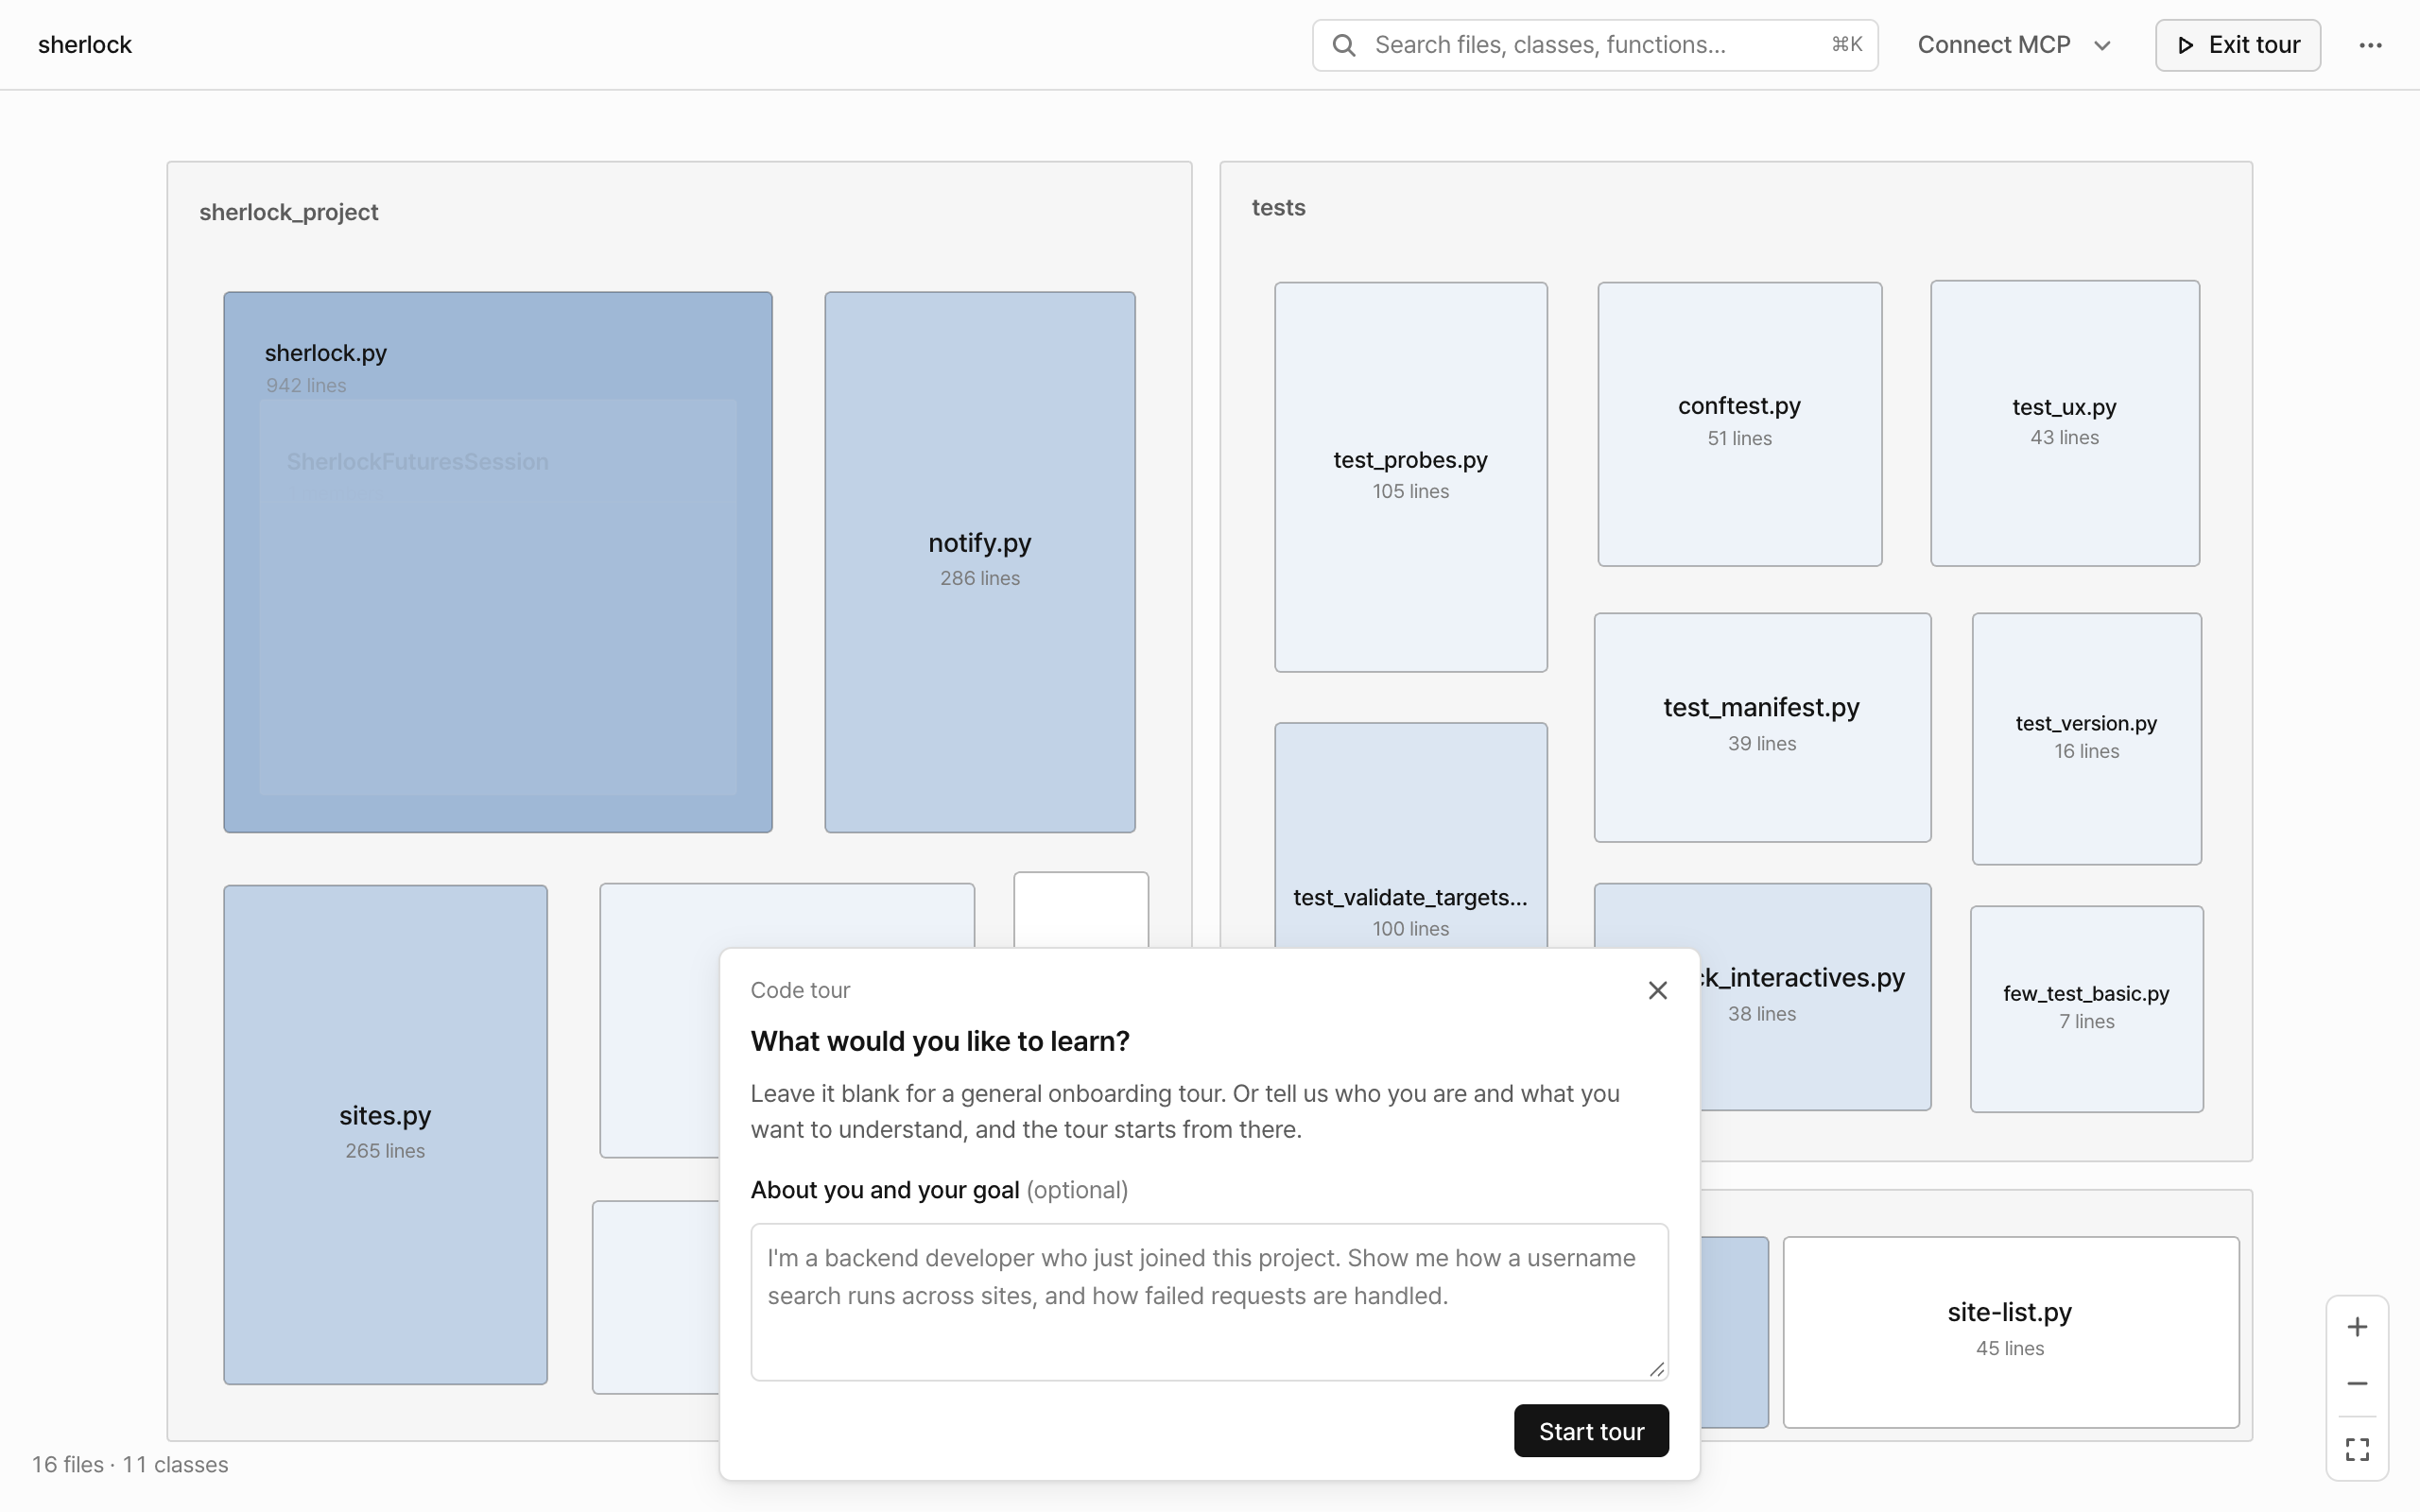 sherlock
Search files, classes, functions...
⌘K
Connect MCP
Exit tour
sherlock_project
sherlock.py
942 lines
SherlockFuturesSession
notify.py
286 lines
sites.py
265 lines
tests
test_probes.py
105 lines
conftest.py
51 lines
test_ux.py
43 lines
test_manifest.py
39 lines
test_version.py
16 lines
test_validate_targets...
100 lines
k_interactives.py
38 lines
few_test_basic.py
7 lines
site-list.py
45 lines
Code tour
What would you like to learn?
Leave it blank for a general onboarding tour. Or tell us who you are and what you
want to understand, and the tour starts from there.
About you and your goal (optional)
I'm a backend developer who just joined this project. Show me how a username
search runs across sites, and how failed requests are handled.
Start tour
16 files · 11 classes